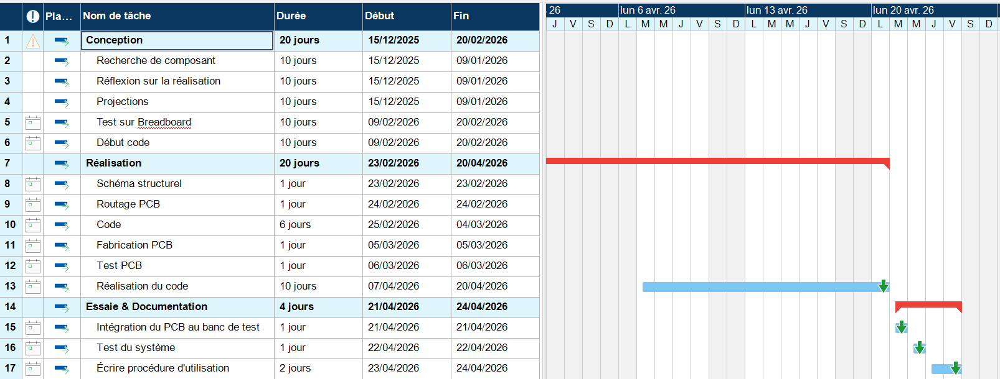 Pla... Nom de tâche Durée Début Fin
26 lun 6 avr. 26 lun 13 avr. 26 lun 20 avr. 26
J V S D L M M J V S D L M M J V S D L M M J V S D
1 Conception 20 jours 15/12/2025 20/02/2026
2 Recherche de composant 10 jours 15/12/2025 09/01/2026
3 Réflexion sur la réalisation 10 jours 15/12/2025 09/01/2026
4 Projections 10 jours 15/12/2025 09/01/2026
5 Test sur Breadboard 10 jours 09/02/2026 20/02/2026
6 Début code 10 jours 09/02/2026 20/02/2026
7 Réalisation 20 jours 23/02/2026 20/04/2026
8 Schéma structurel 1 jour 23/02/2026 23/02/2026
9 Routage PCB 1 jour 24/02/2026 24/02/2026
10 Code 6 jours 25/02/2026 04/03/2026
11 Fabrication PCB 1 jour 05/03/2026 05/03/2026
12 Test PCB 1 jour 06/03/2026 06/03/2026
13 Réalisation du code 10 jours 07/04/2026 20/04/2026
14 Essaie & Documentation 4 jours 21/04/2026 24/04/2026
15 Intégration du PCB au banc de test 1 jour 21/04/2026 21/04/2026
16 Test du système 1 jour 22/04/2026 22/04/2026
17 Écrire procédure d'utilisation 2 jours 23/04/2026 24/04/2026